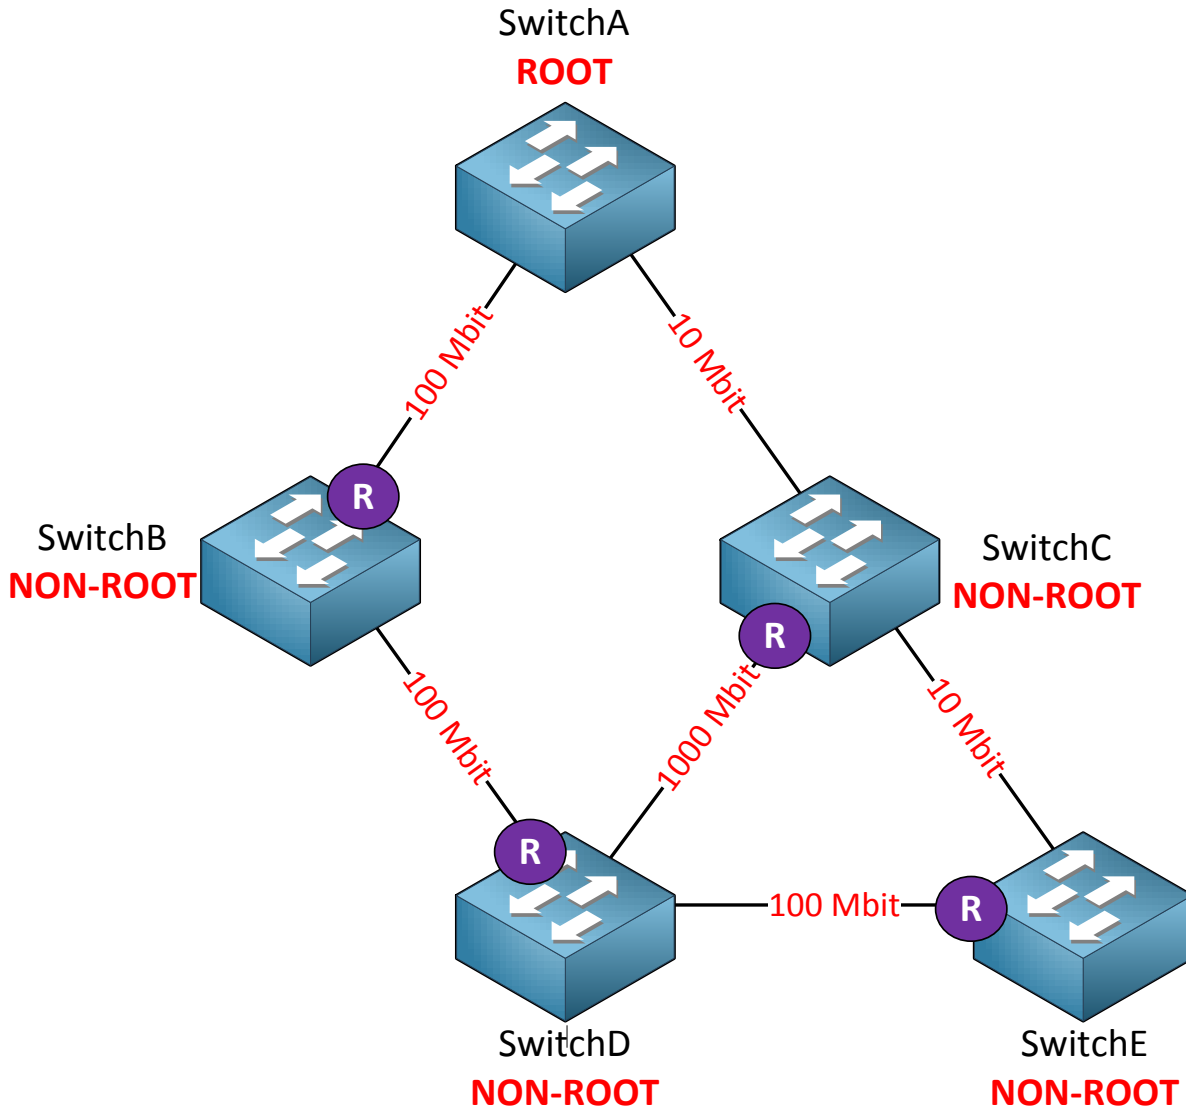 SwitchA
ROOT
100 Mbit
10 Mbit
R
SwitchB
NON-ROOT
SwitchC
NON-ROOT
R
100 Mbit
1000 Mbit
10 Mbit
R
100 Mbit
R
SwitchD
NON-ROOT
SwitchE
NON-ROOT